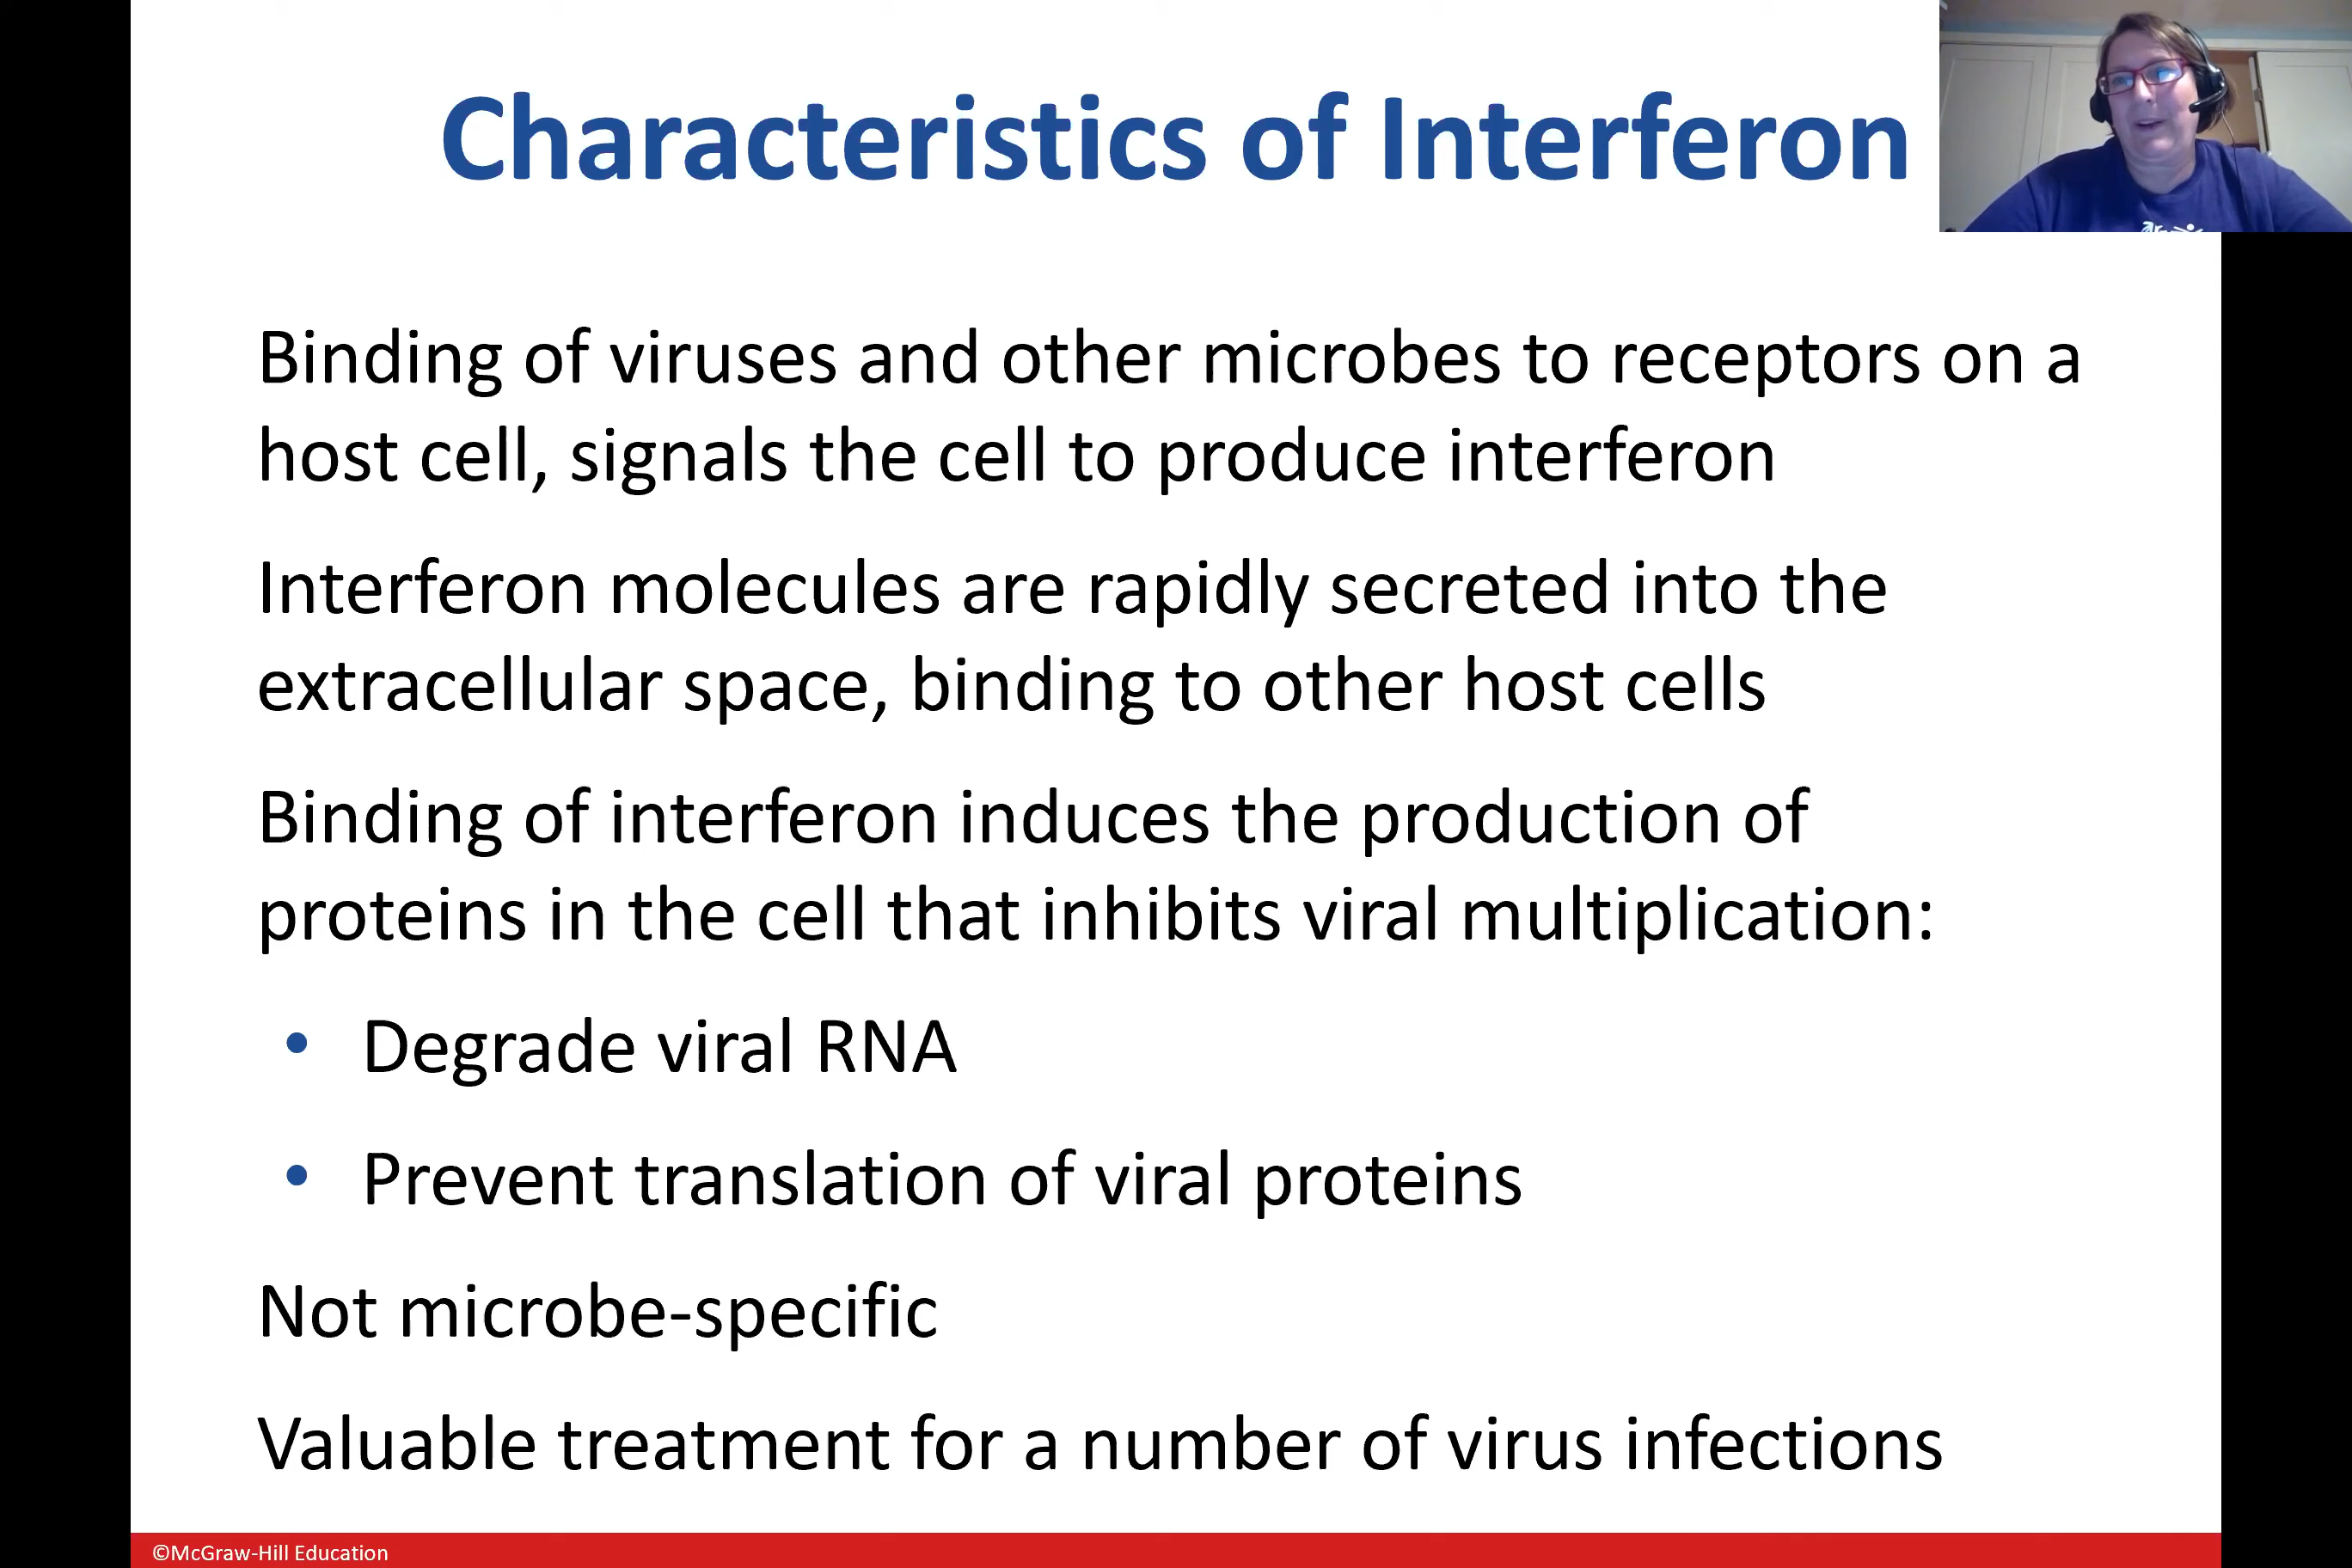 Characteristics of Interferon
Binding of viruses and other microbes to receptors on a
host cell, signals the cell to produce interferon
Interferon molecules are rapidly secreted into the
extracellular space, binding to other host cells
Binding of interferon induces the production of
proteins in the cell that inhibits viral multiplication:
• Degrade viral RNA
• Prevent translation of viral proteins
Not microbe-specific
Valuable treatment for a number of virus infections
©McGraw-Hill Education